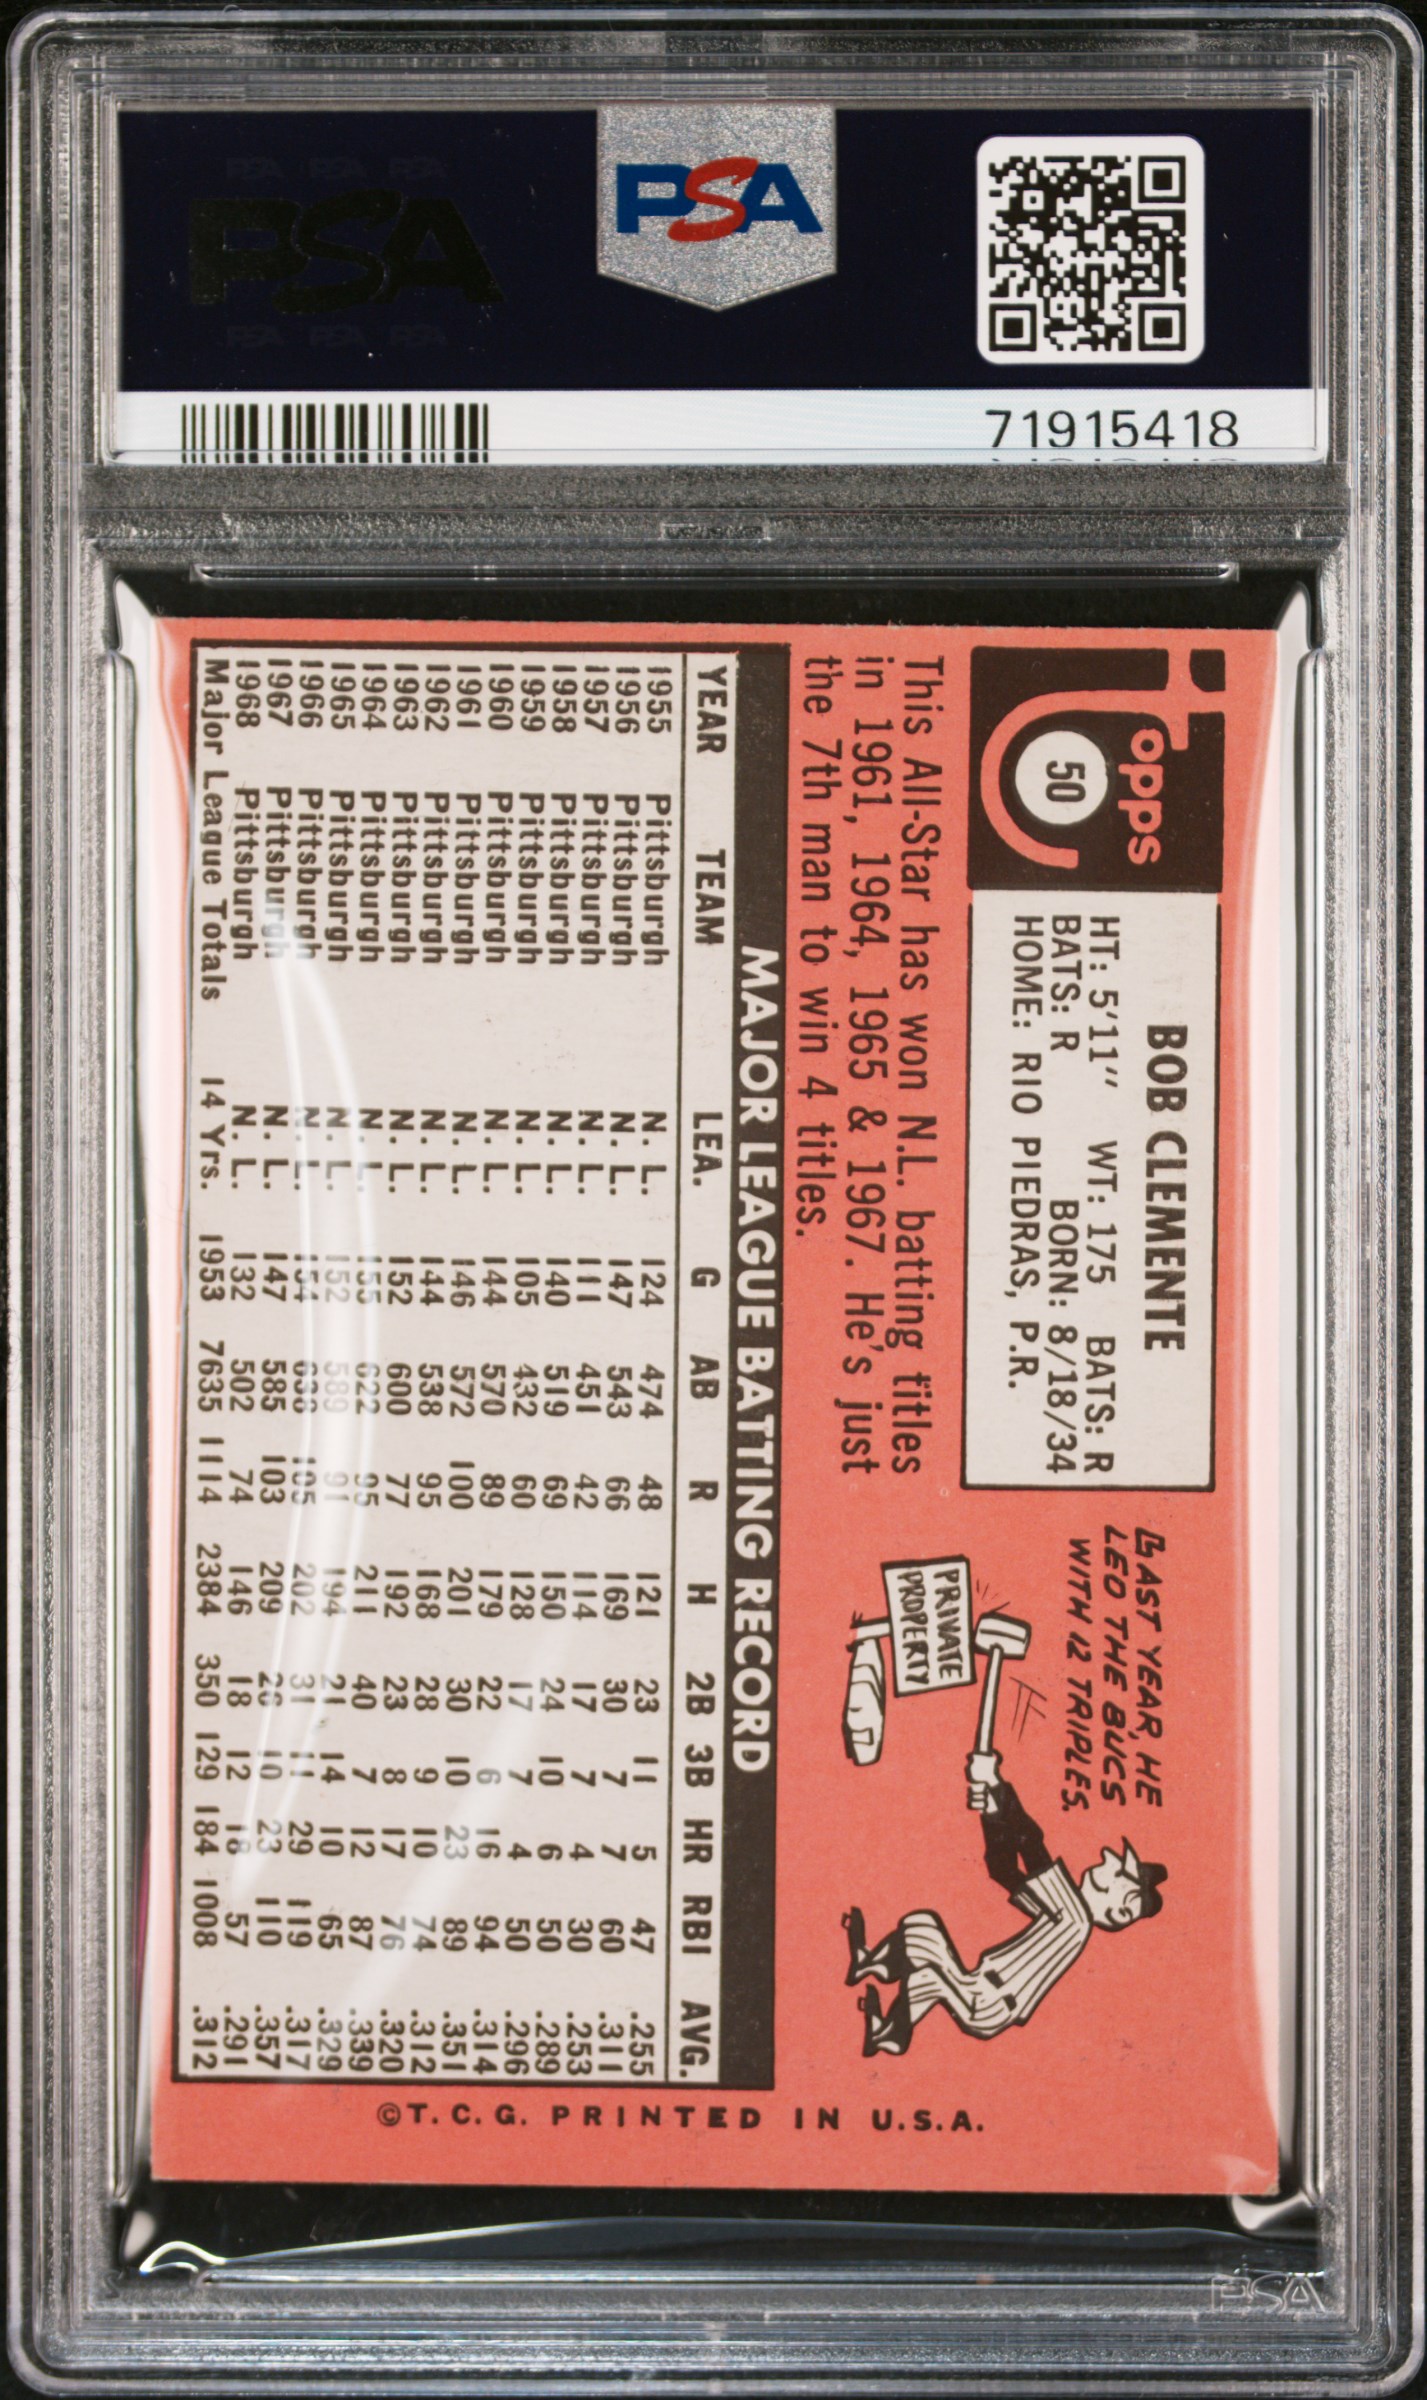 PSA PSA PSA
PSA
PSA PSA PSA
PSA
71915418
Topps
50
BOB CLEMENTE
HT: 5'11" WT: 175 BATS: R
BATS: R BORN: 8/18/34
HOME: RIO PIEDRAS, P.R.
LAST YEAR, HE
LED THE BUCS
WITH 12 TRIPLES.
PRIVATE
PROPERTY
This All-Star has won N.L. batting titles
in 1961, 1964, 1965 & 1967. He's just
the 7th man to win 4 titles.
MAJOR LEAGUE BATTING RECORD
YEAR TEAM LEA. G AB R H 2B 3B HR RBI AVG.
1955 Pittsburgh N. L. 124 474 48 121 23 11 5 47 .255
1956 Pittsburgh N. L. 147 543 66 169 30 7 7 60 .311
1957 Pittsburgh N. L. 111 451 42 114 17 7 4 30 .253
1958 Pittsburgh N. L. 140 519 69 150 24 10 6 50 .289
1959 Pittsburgh N. L. 105 432 60 128 17 7 4 50 .296
1960 Pittsburgh N. L. 144 570 89 179 22 6 16 94 .314
1961 Pittsburgh N. L. 146 572 100 201 30 10 23 89 .351
1962 Pittsburgh N. L. 144 538 95 168 28 9 10 74 .312
1963 Pittsburgh N. L. 152 600 77 192 23 8 17 76 .320
1964 Pittsburgh N. L. 155 622 95 211 40 7 12 87 .339
1965 Pittsburgh N. L. 152 589 91 194 21 14 10 65 .329
1966 Pittsburgh N. L. 154 638 105 202 31 11 29 119 .317
1967 Pittsburgh N. L. 147 585 103 209 26 10 23 110 .357
1968 Pittsburgh N. L. 132 502 74 146 18 12 18 57 .291
Major League Totals 14 Yrs. 1953 7635 1114 2384 350 129 184 1008 .312
©T.C.G. PRINTED IN U.S.A.
PSA